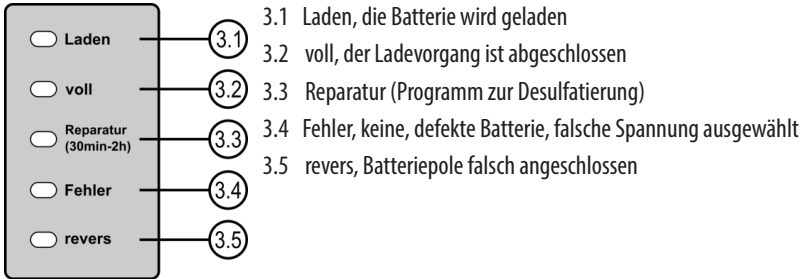 Laden
voll
Reparatur
(30min-2h)
Fehler
revers
3.1
3.2
3.3
3.4
3.5
3.1 Laden, die Batterie wird geladen
3.2 voll, der Ladevorgang ist abgeschlossen
3.3 Reparatur (Programm zur Desulfatierung)
3.4 Fehler, keine, defekte Batterie, falsche Spannung ausgewählt
3.5 revers, Batteriepole falsch angeschlossen